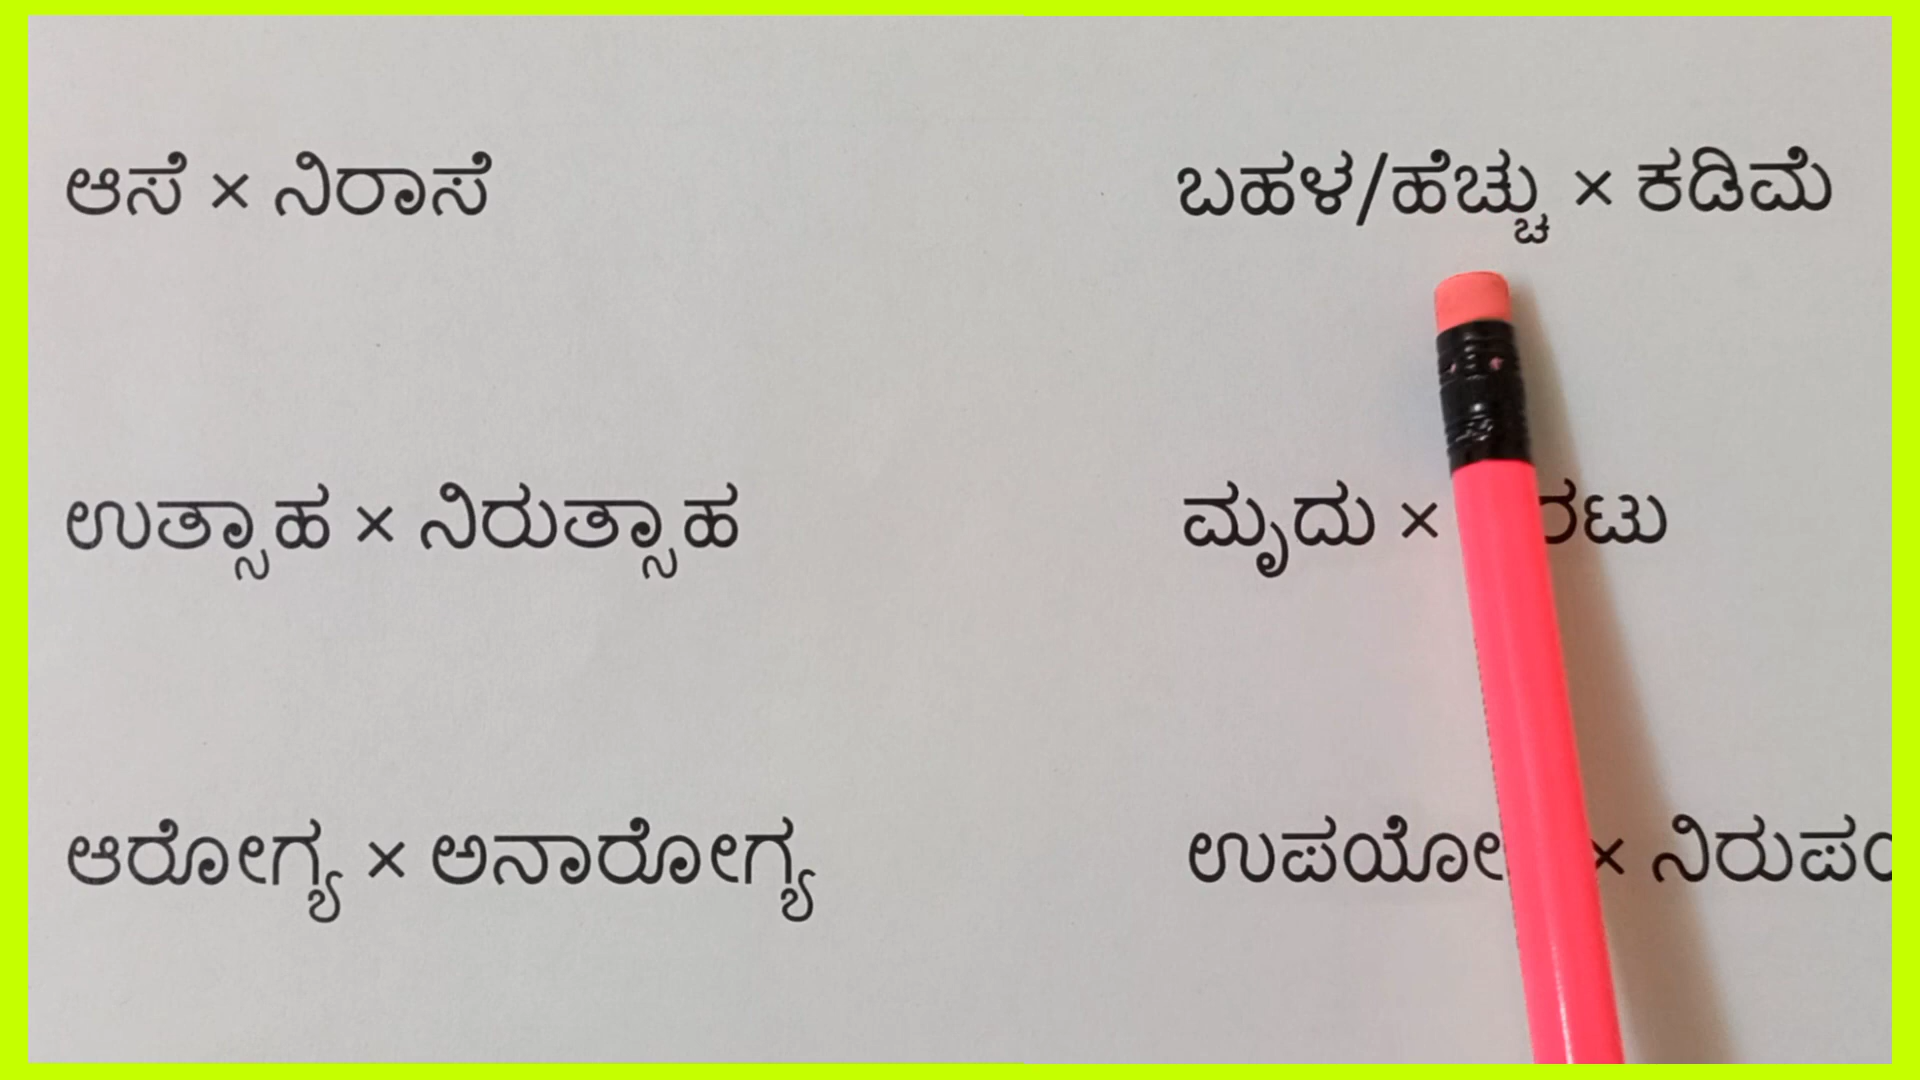 ಆಸೆ × ನಿರಾಸೆ
ಬಹಳ/ಹೆಚ್ಚು × ಕಡಿಮೆ
ಉತ್ಸಾಹ × ನಿರುತ್ಸಾಹ
ಮೃದು ×
ಆರೋಗ್ಯ × ಅನಾರೋಗ್ಯ
×